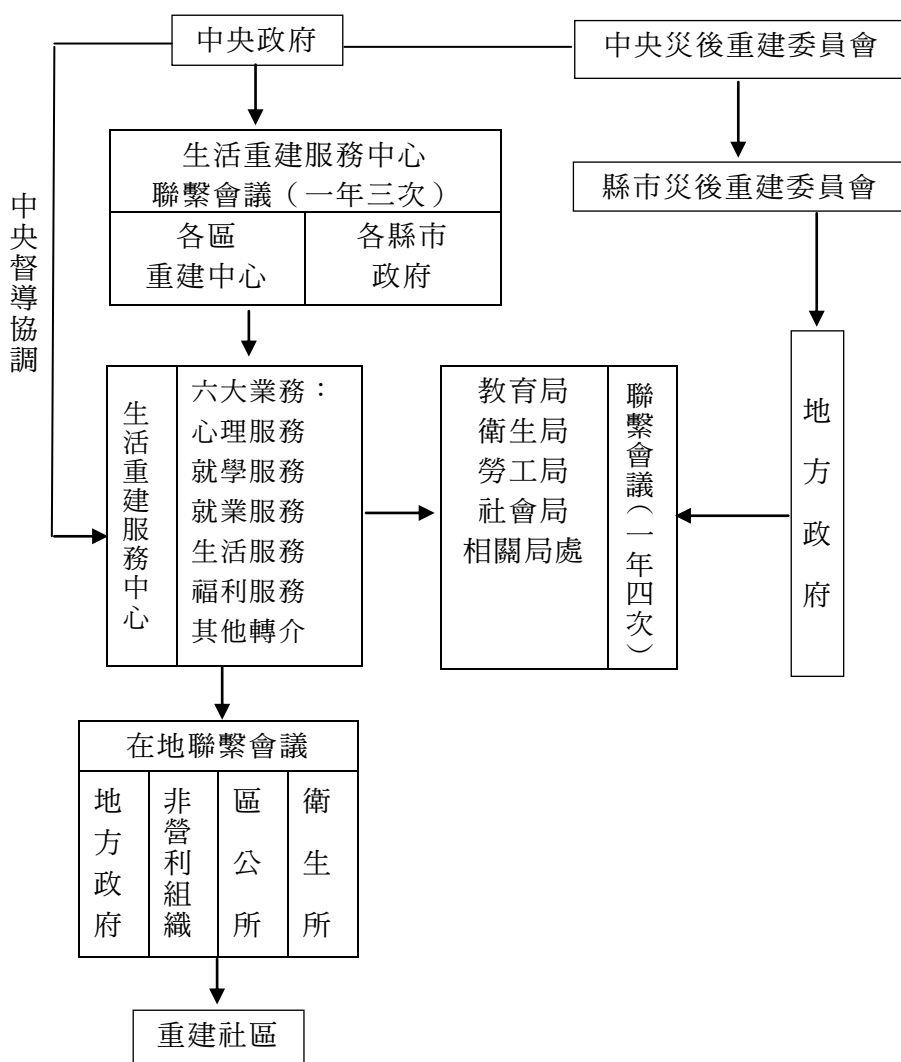 中央政府
中央災後重建委員會
生活重建服務中心
聯繫會議（一年三次）
各區
重建中心
各縣市
政府
縣市災後重建委員會
中央督導協調
生活重建服務中心
六大業務：
心理服務
就學服務
就業服務
生活服務
福利服務
其他轉介
教育局
衛生局
勞工局
社會局
相關局處
聯繫會議(一年四次)
地方政府
在地聯繫會議
地方政府
非營利組織
區公所
衛生所
重建社區